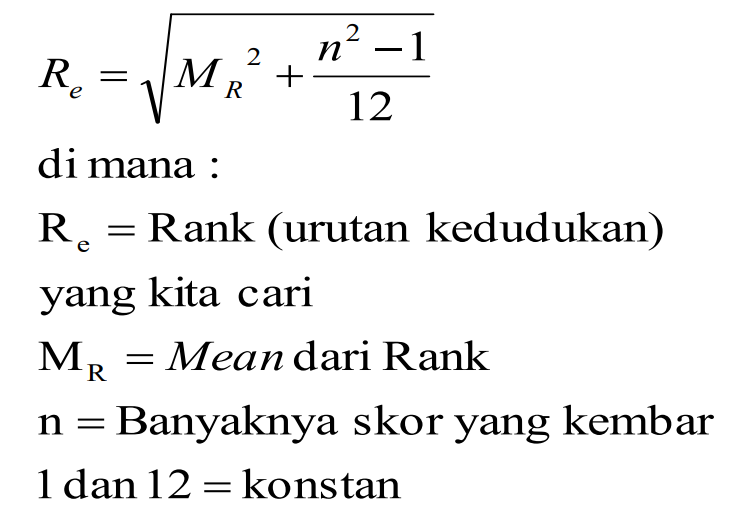 R_e = √(M_R² + (n² − 1)/12)
di mana :
R_e = Rank (urutan kedudukan)
yang kita cari
M_R = Mean dari Rank
n = Banyaknya skor yang kembar
1 dan 12 = konstan